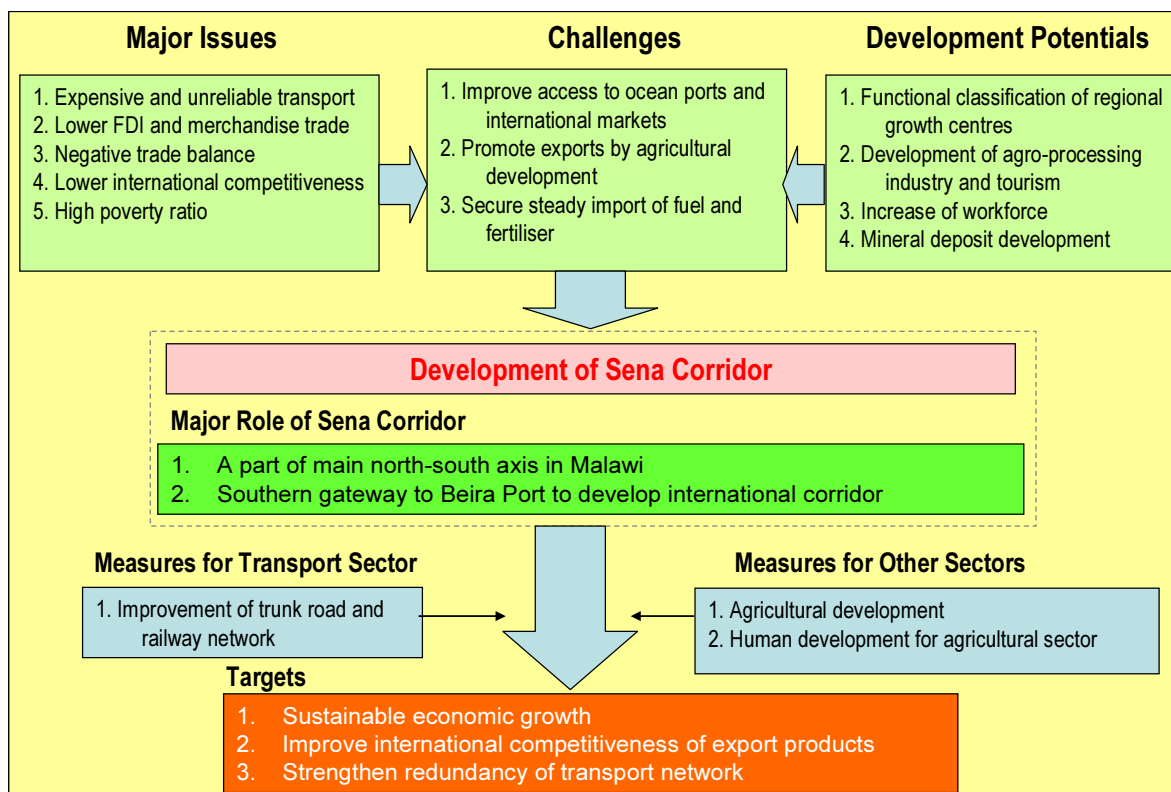 Major Issues
1. Expensive and unreliable transport
2. Lower FDI and merchandise trade
3. Negative trade balance
4. Lower international competitiveness
5. High poverty ratio
Challenges
1. Improve access to ocean ports and
international markets
2. Promote exports by agricultural
development
3. Secure steady import of fuel and
fertiliser
Development Potentials
1. Functional classification of regional
growth centres
2. Development of agro-processing
industry and tourism
3. Increase of workforce
4. Mineral deposit development
Development of Sena Corridor
Major Role of Sena Corridor
1. A part of main north-south axis in Malawi
2. Southern gateway to Beira Port to develop international corridor
Measures for Transport Sector
1. Improvement of trunk road and
railway network
Measures for Other Sectors
1. Agricultural development
2. Human development for agricultural sector
Targets
1. Sustainable economic growth
2. Improve international competitiveness of export products
3. Strengthen redundancy of transport network